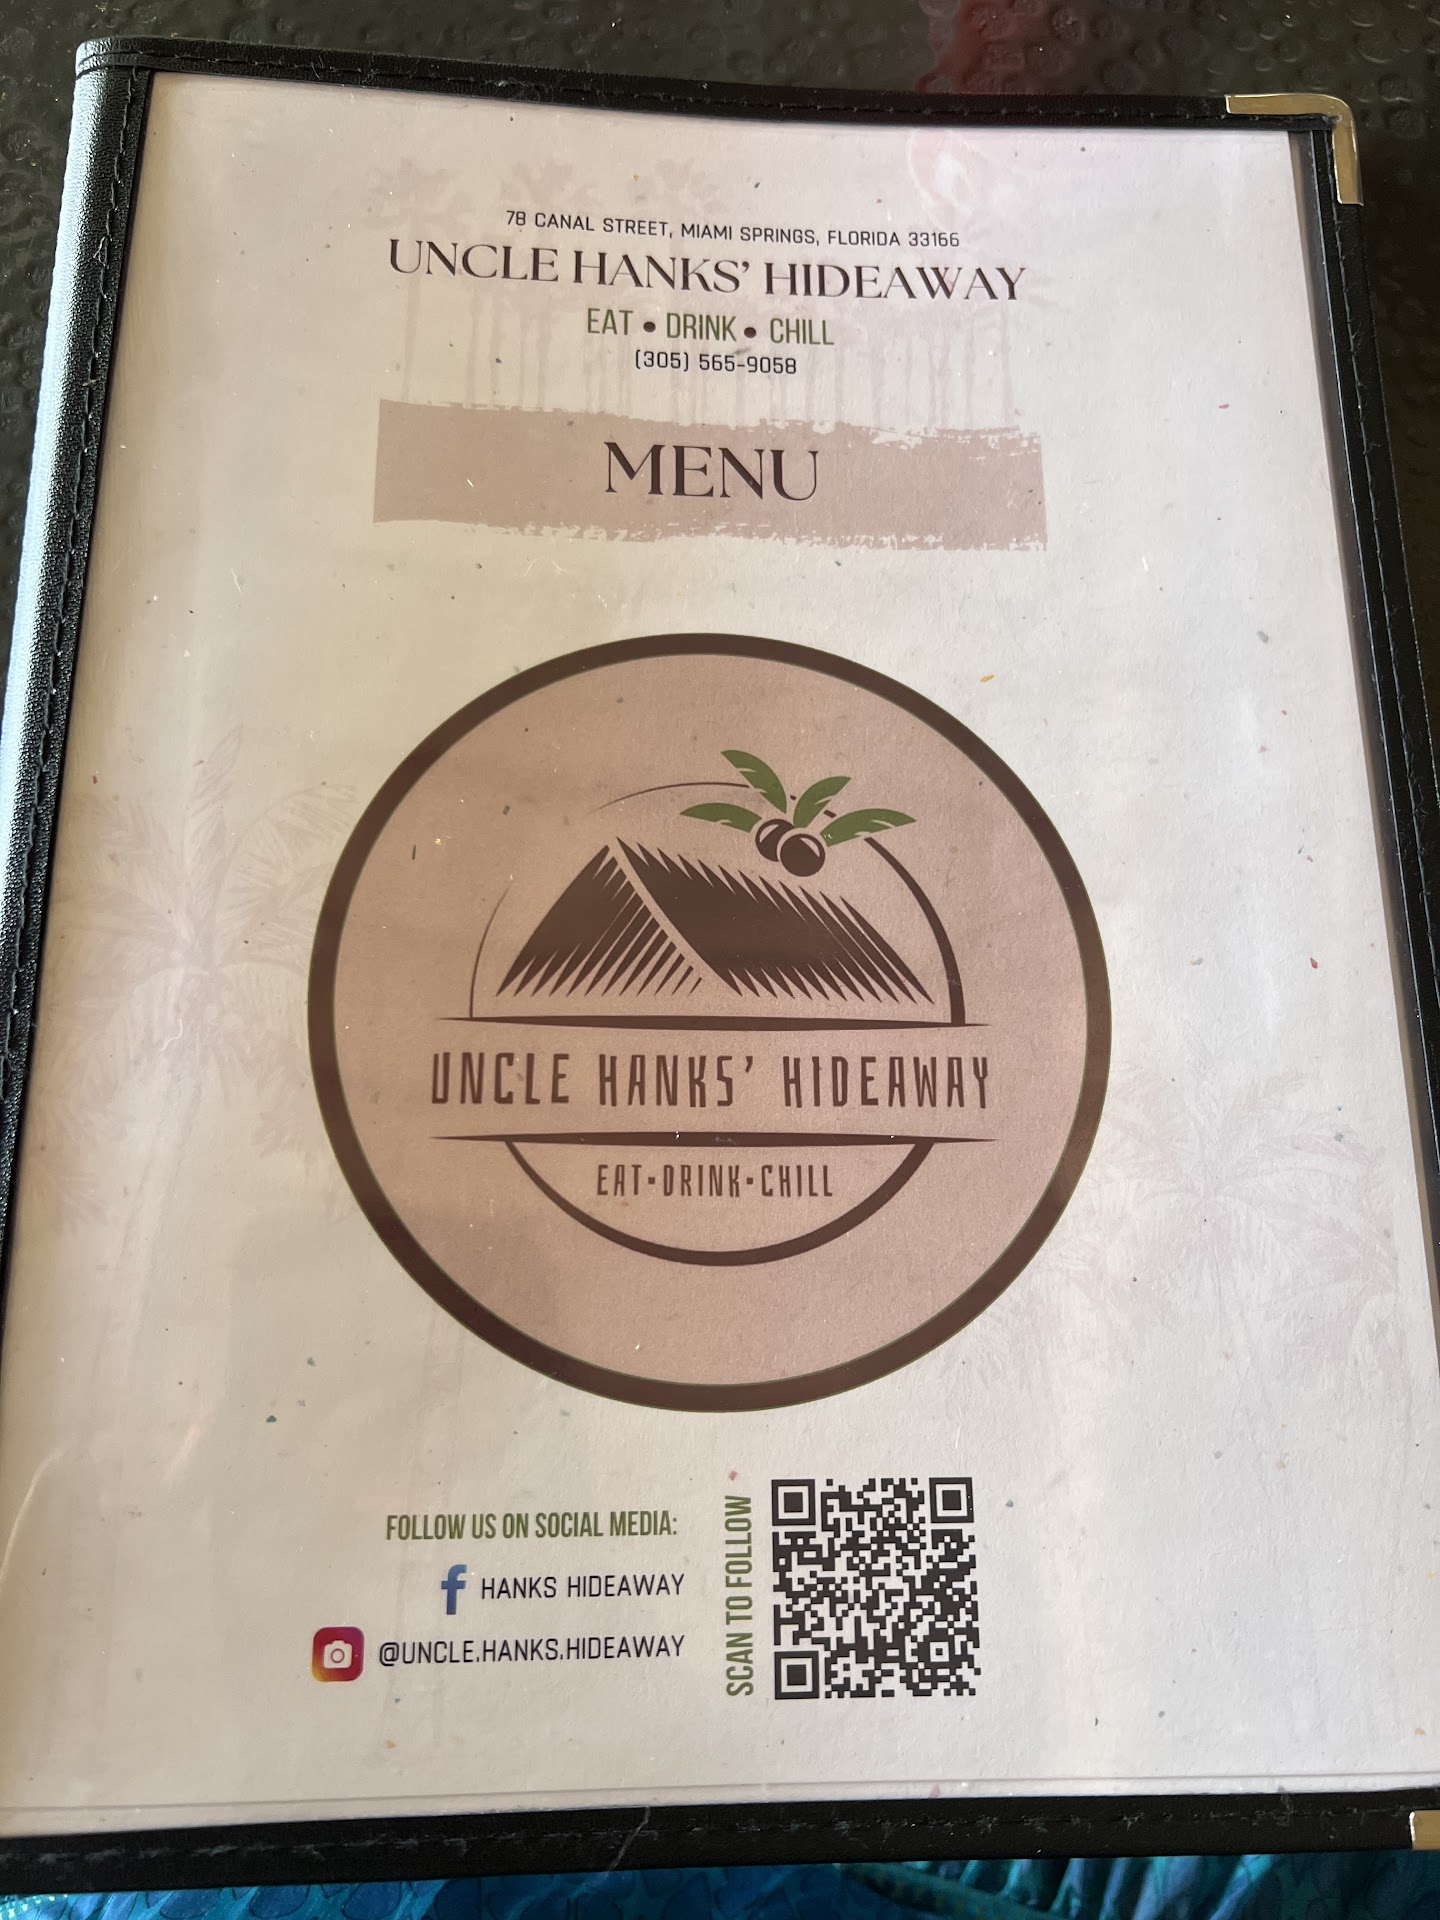 78 CANAL STREET, MIAMI SPRINGS, FLORIDA 33166
UNCLE HANKS' HIDEAWAY
EAT • DRINK • CHILL
(305) 565-9058
MENU
UNCLE HANKS' HIDEAWAY
EAT•DRINK•CHILL
FOLLOW US ON SOCIAL MEDIA:
HANKS HIDEAWAY
@UNCLE.HANKS.HIDEAWAY
SCAN TO FOLLOW